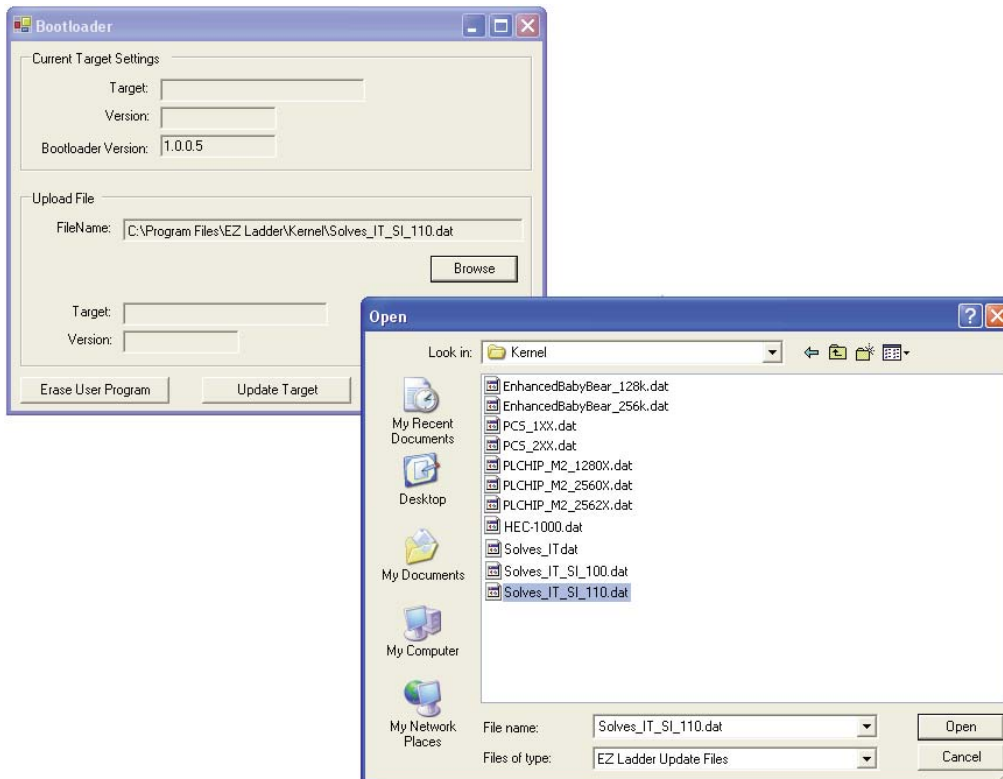 Bootloader
Current Target Settings
Target:
Version:
Bootloader Version: 1.0.0.5
Upload File
FileName: C:\Program Files\EZ Ladder\Kernel\Solves_IT_SI_110.dat
Browse
Target:
Version:
Erase User Program
Update Target
Open
Look in: Kernel
My Recent
Documents
Desktop
My Documents
My Computer
My Network
Places
EnhancedBabyBear_128k.dat
EnhancedBabyBear_256k.dat
PCS_1XX.dat
PCS_2XX.dat
PLCHIP_M2_1280X.dat
PLCHIP_M2_2560X.dat
PLCHIP_M2_2562X.dat
HEC-1000.dat
Solves_ITdat
Solves_IT_SI_100.dat
Solves_IT_SI_110.dat
File name: Solves_IT_SI_110.dat
Open
Files of type: EZ Ladder Update Files
Cancel